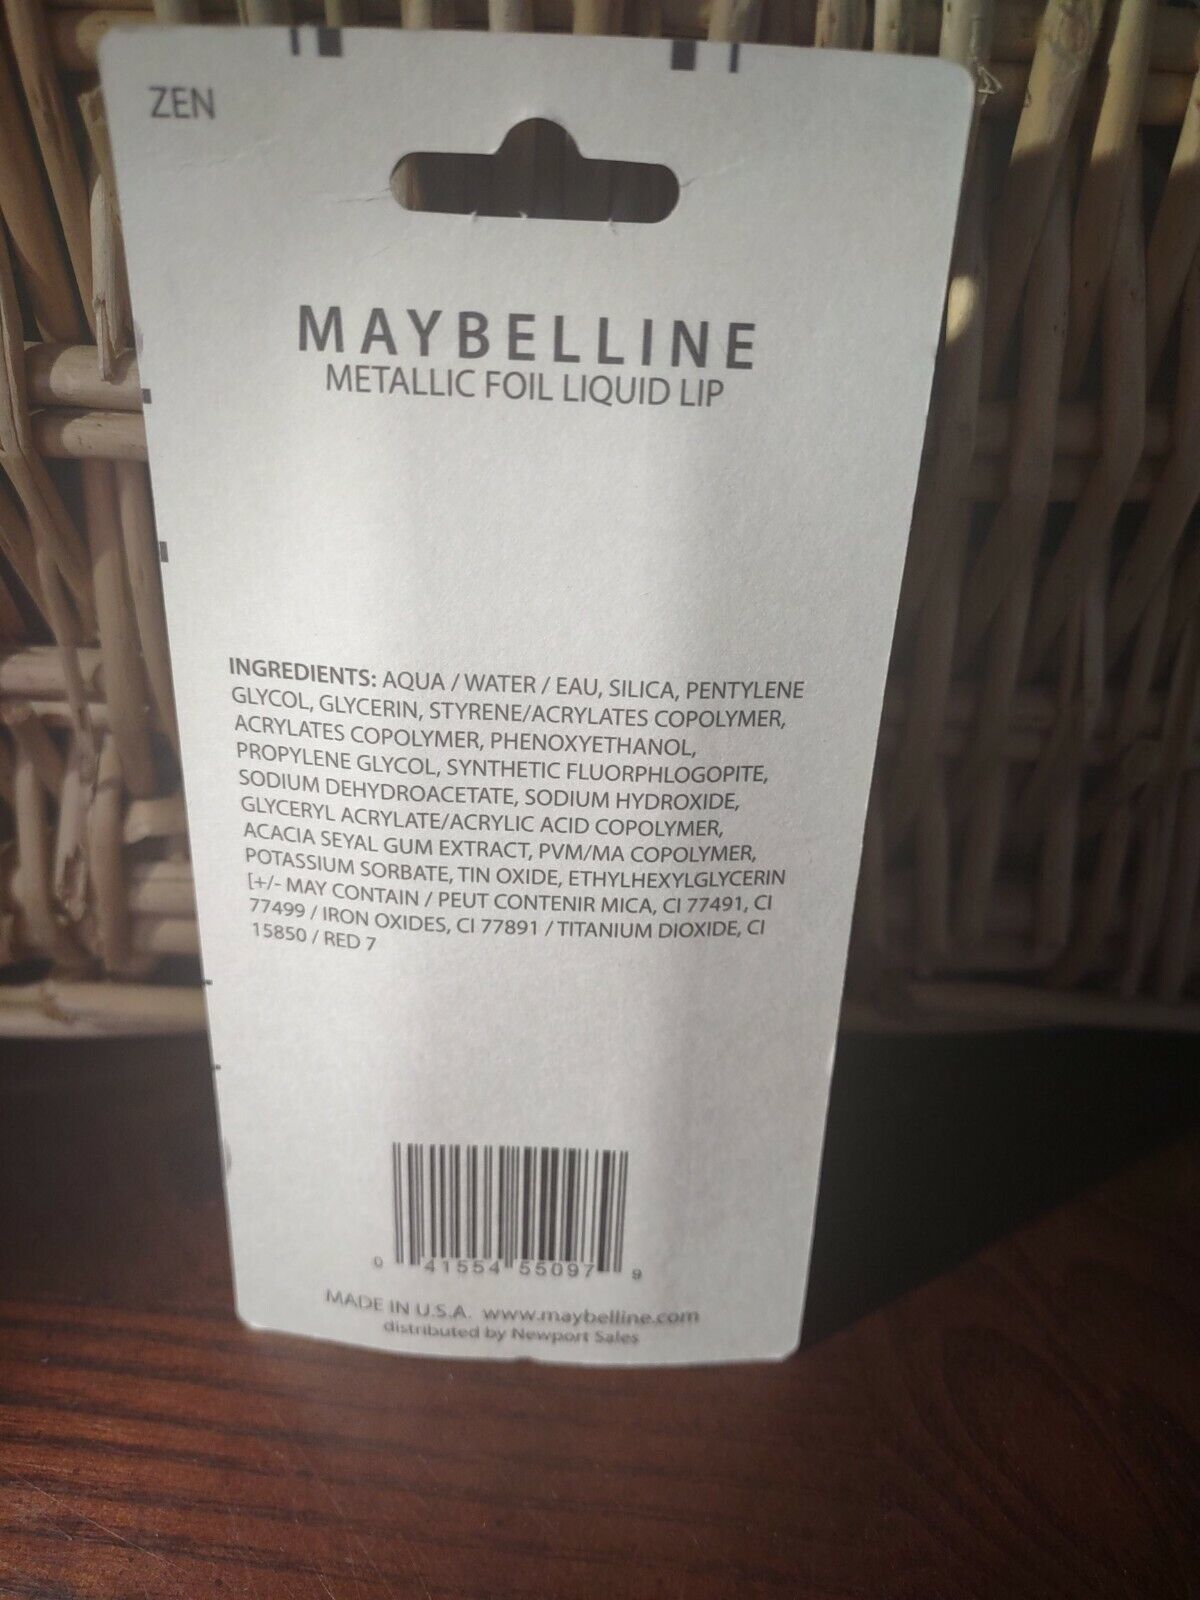 ZEN
MAYBELLINE
METALLIC FOIL LIQUID LIP
INGREDIENTS: AQUA / WATER / EAU, SILICA, PENTYLENE
GLYCOL, GLYCERIN, STYRENE/ACRYLATES COPOLYMER,
ACRYLATES COPOLYMER, PHENOXYETHANOL,
PROPYLENE GLYCOL, SYNTHETIC FLUORPHLOGOPITE,
SODIUM DEHYDROACETATE, SODIUM HYDROXIDE,
GLYCERYL ACRYLATE/ACRYLIC ACID COPOLYMER,
ACACIA SEYAL GUM EXTRACT, PVM/MA COPOLYMER,
POTASSIUM SORBATE, TIN OXIDE, ETHYLHEXYLGLYCERIN
[+/- MAY CONTAIN / PEUT CONTENIR MICA, CI 77491, CI
77499 / IRON OXIDES, CI 77891 / TITANIUM DIOXIDE, CI
15850 / RED 7
0 41554 55097 9
MADE IN U.S.A. www.maybelline.com
distributed by Newport Sales